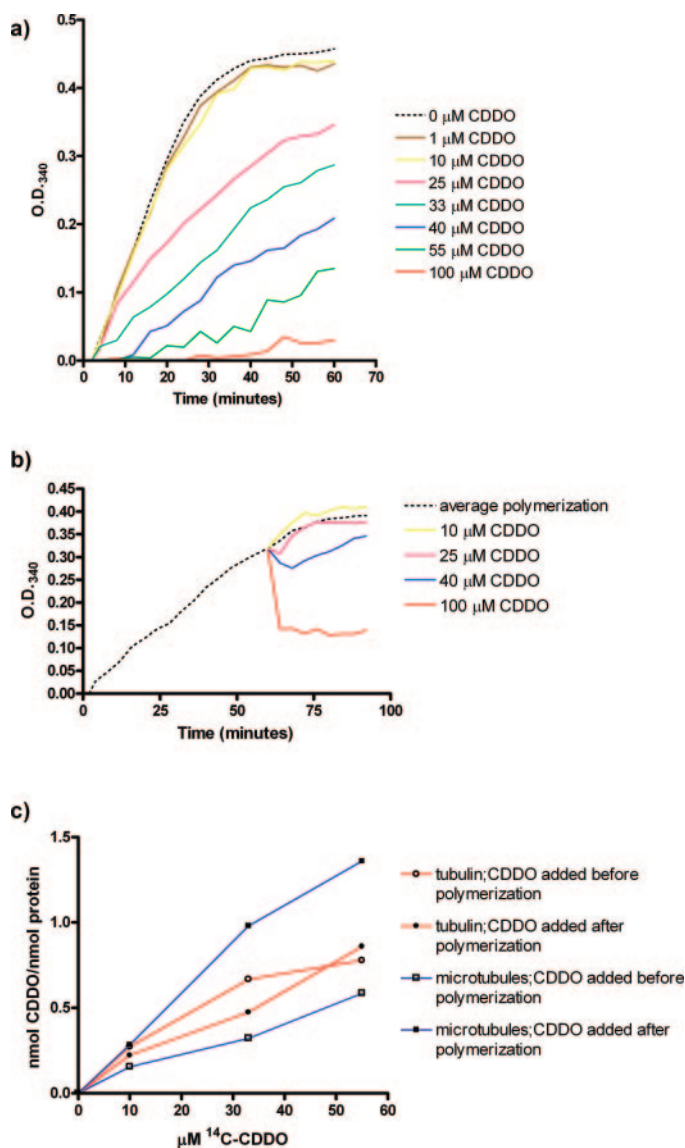 a)
0.5
0.4
0.3
0.2
0.1
0.0
O.D.340
0 10 20 30 40 50 60 70
Time (minutes)
0 μM CDDO
1 μM CDDO
10 μM CDDO
25 μM CDDO
33 μM CDDO
40 μM CDDO
55 μM CDDO
100 μM CDDO
b)
0.45
0.40
0.35
0.30
0.25
0.20
0.15
0.10
0.05
0.00
O.D.340
0 25 50 75 100
Time (minutes)
average polymerization
10 μM CDDO
25 μM CDDO
40 μM CDDO
100 μM CDDO
c)
1.5
1.0
0.5
0.0
nmol CDDO/nmol protein
0 10 20 30 40 50 60
μM 14C-CDDO
tubulin;CDDO added before
polymerization
tubulin;CDDO added after
polymerization
microtubules;CDDO added before
polymerization
microtubules;CDDO added after
polymerization